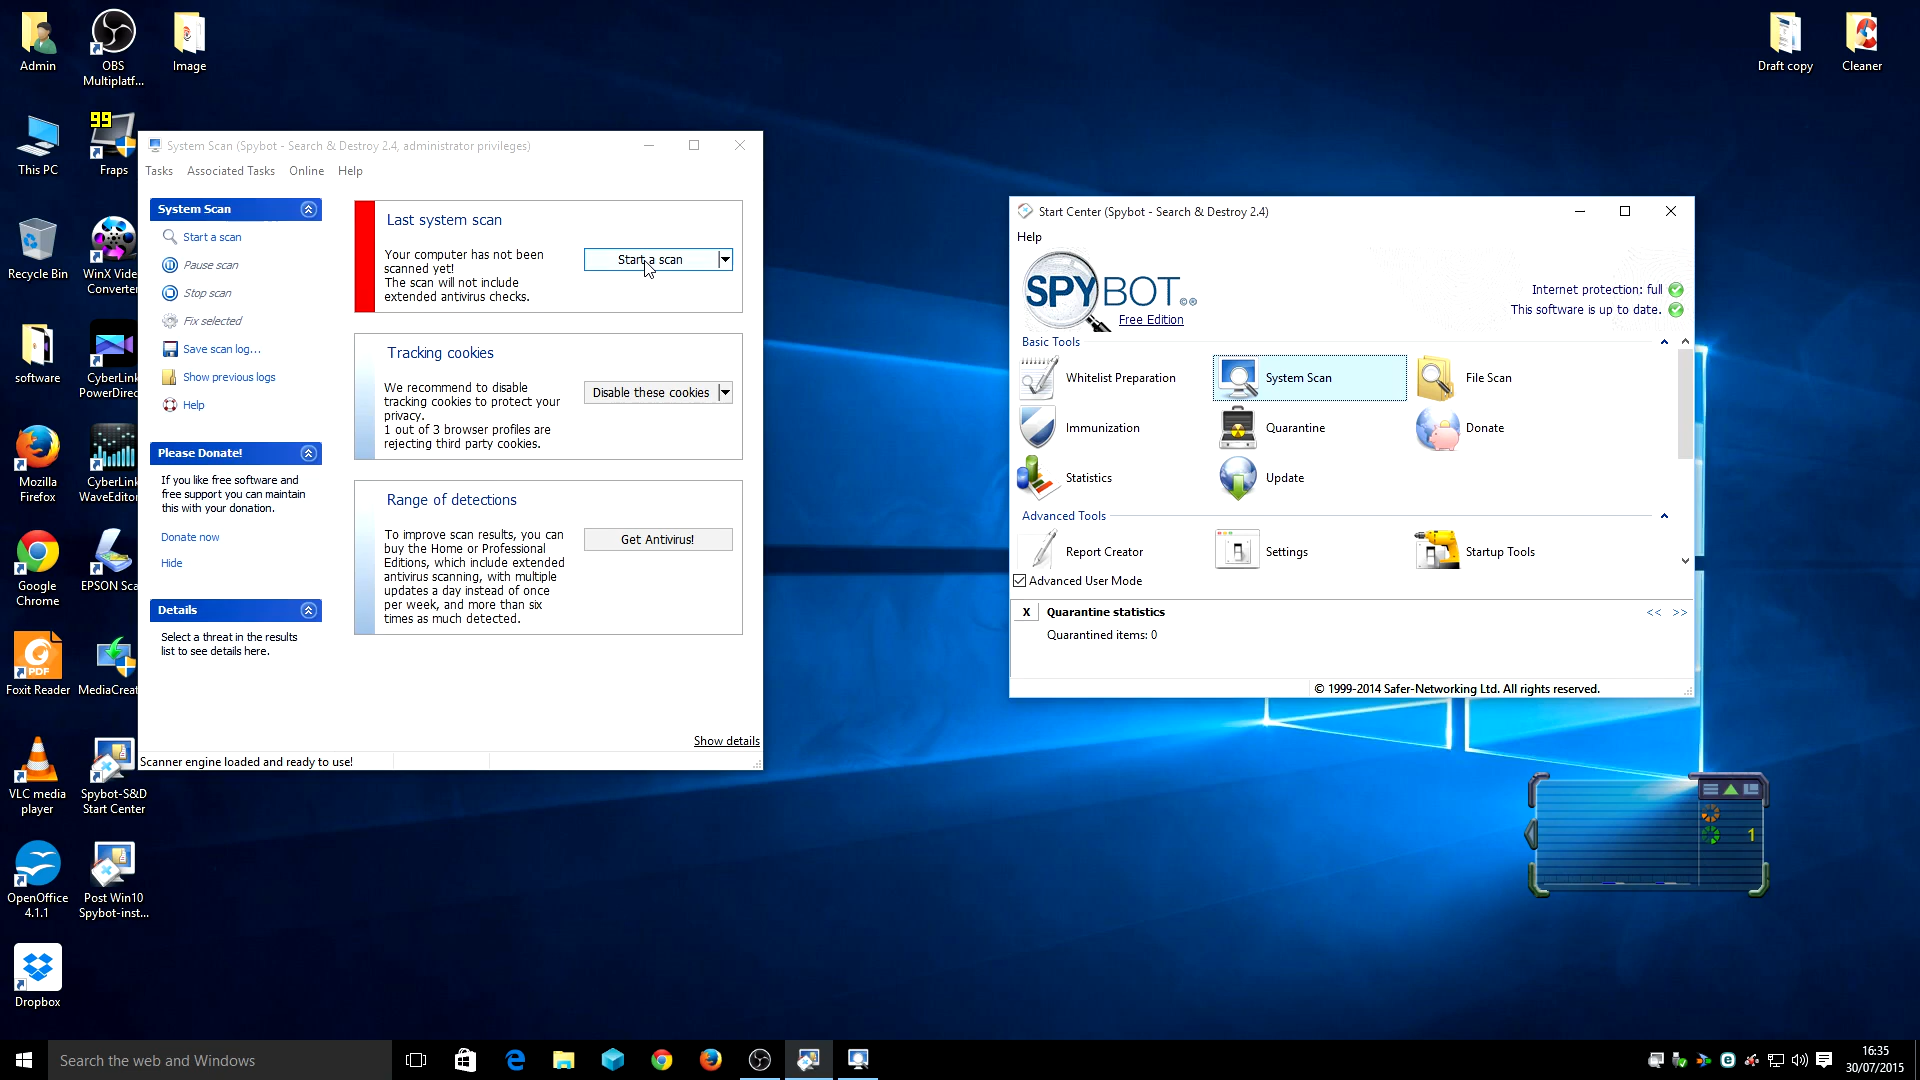 Admin
OBS
Multiplatf...
Image
Draft copy
Cleaner
This PC
99
Fraps
Recycle Bin
WinX Vide
Converter
software
CyberLink
PowerDirec
Mozilla
Firefox
CyberLink
WaveEditor
Google
Chrome
EPSON Sca
PDF
Foxit Reader
MediaCreat
VLC media
player
Spybot-S&D
Start Center
OpenOffice
4.1.1
Post Win10
Spybot-inst...
Dropbox
System Scan (Spybot - Search & Destroy 2.4, administrator privileges)
Tasks Associated Tasks Online Help
System Scan
Start a scan
Pause scan
Stop scan
Fix selected
Save scan log...
Show previous logs
Help
Please Donate!
If you like free software and
free support you can maintain
this with your donation.
Donate now
Hide
Details
Select a threat in the results
list to see details here.
Last system scan
Your computer has not been
scanned yet!
The scan will not include
extended antivirus checks.
Start a scan
Tracking cookies
We recommend to disable
tracking cookies to protect your
privacy.
1 out of 3 browser profiles are
rejecting third party cookies.
Disable these cookies
Range of detections
To improve scan results, you can
buy the Home or Professional
Editions, which include extended
antivirus scanning, with multiple
updates a day instead of once
per week, and more than six
times as much detected.
Get Antivirus!
Show details
Scanner engine loaded and ready to use!
Start Center (Spybot - Search & Destroy 2.4)
Help
SPYBOT
Free Edition
Internet protection: full
This software is up to date.
Basic Tools
Whitelist Preparation
System Scan
File Scan
Immunization
Quarantine
Donate
Statistics
Update
Advanced Tools
Report Creator
Settings
Startup Tools
Advanced User Mode
X Quarantine statistics << >>
Quarantined items: 0
© 1999-2014 Safer-Networking Ltd. All rights reserved.
1
Search the web and Windows
16:35
30/07/2015